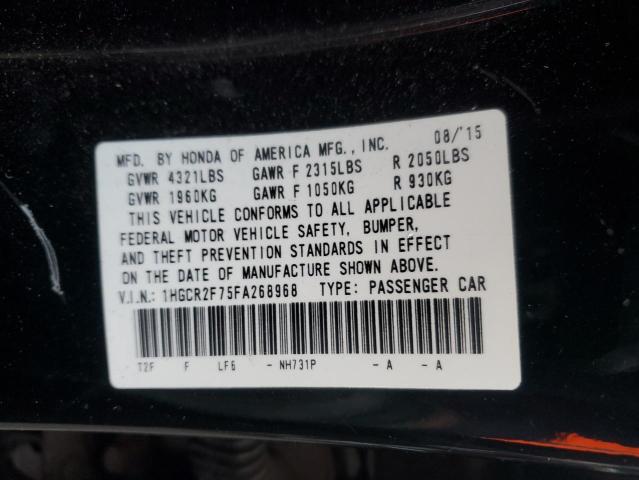 MFD. BY HONDA OF AMERICA MFG., INC. 08/'15
GVWR 4321LBS GAWR F 2315LBS R 2050LBS
GVWR 1960KG GAWR F 1050KG R 930KG
THIS VEHICLE CONFORMS TO ALL APPLICABLE
FEDERAL MOTOR VEHICLE SAFETY, BUMPER,
AND THEFT PREVENTION STANDARDS IN EFFECT
ON THE DATE OF MANUFACTURE SHOWN ABOVE.
V.I.N.: 1HGCR2F75FA268968 TYPE: PASSENGER CAR
T2F F LF6 - NH731P - A - A